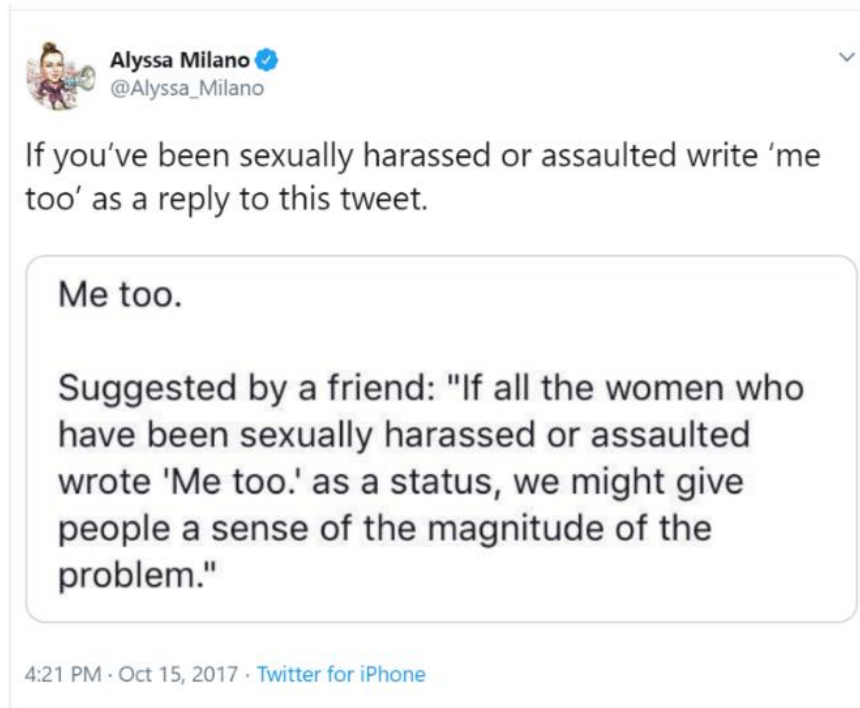 Alyssa Milano
@Alyssa_Milano
If you’ve been sexually harassed or assaulted write ‘me
too’ as a reply to this tweet.
Me too.
Suggested by a friend: "If all the women who
have been sexually harassed or assaulted
wrote 'Me too.' as a status, we might give
people a sense of the magnitude of the
problem."
4:21 PM · Oct 15, 2017 · Twitter for iPhone